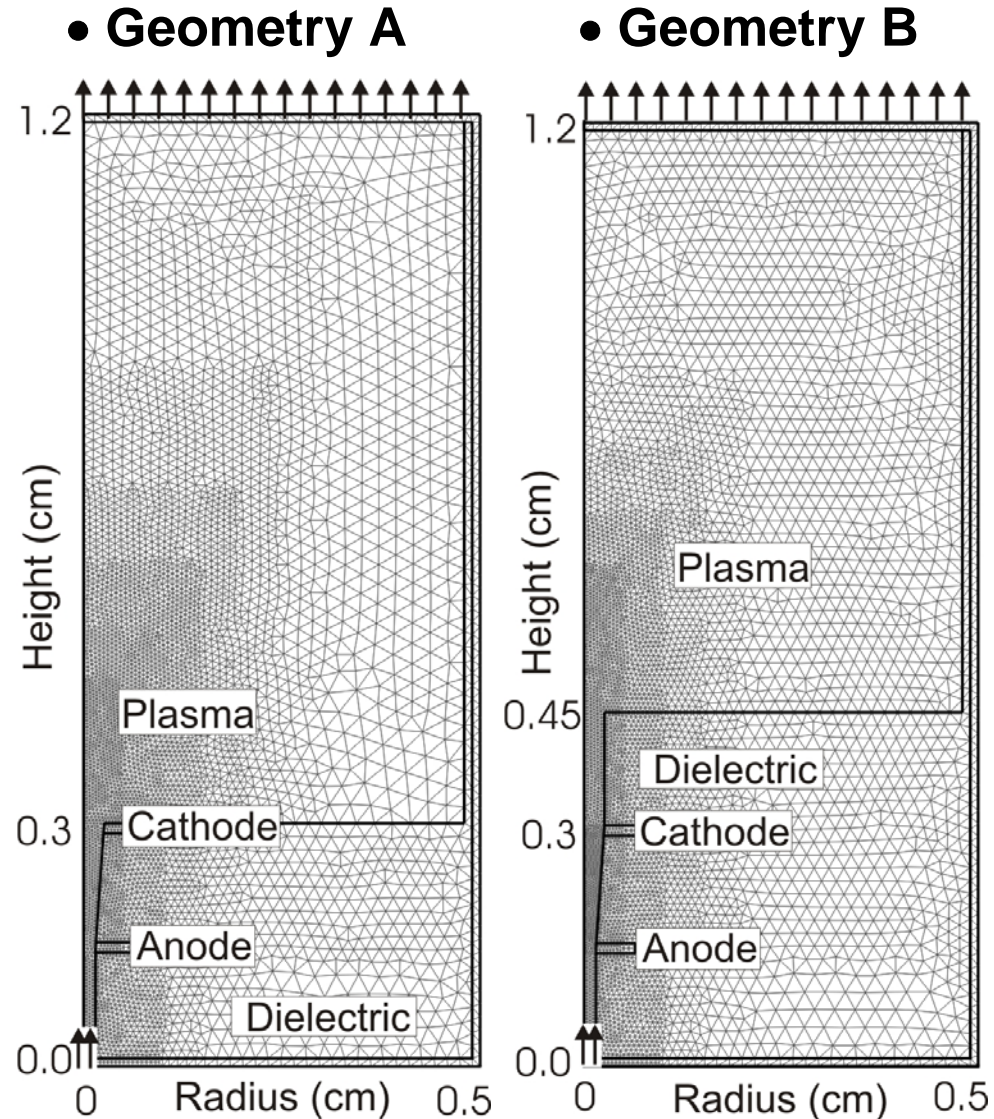 • Geometry A
1.2
Height (cm)
Plasma
0.3
Cathode
Anode
Dielectric
0.0
0
Radius (cm)
0.5
• Geometry B
1.2
Height (cm)
Plasma
0.45
Dielectric
0.3
Cathode
Anode
0.0
0
Radius (cm)
0.5